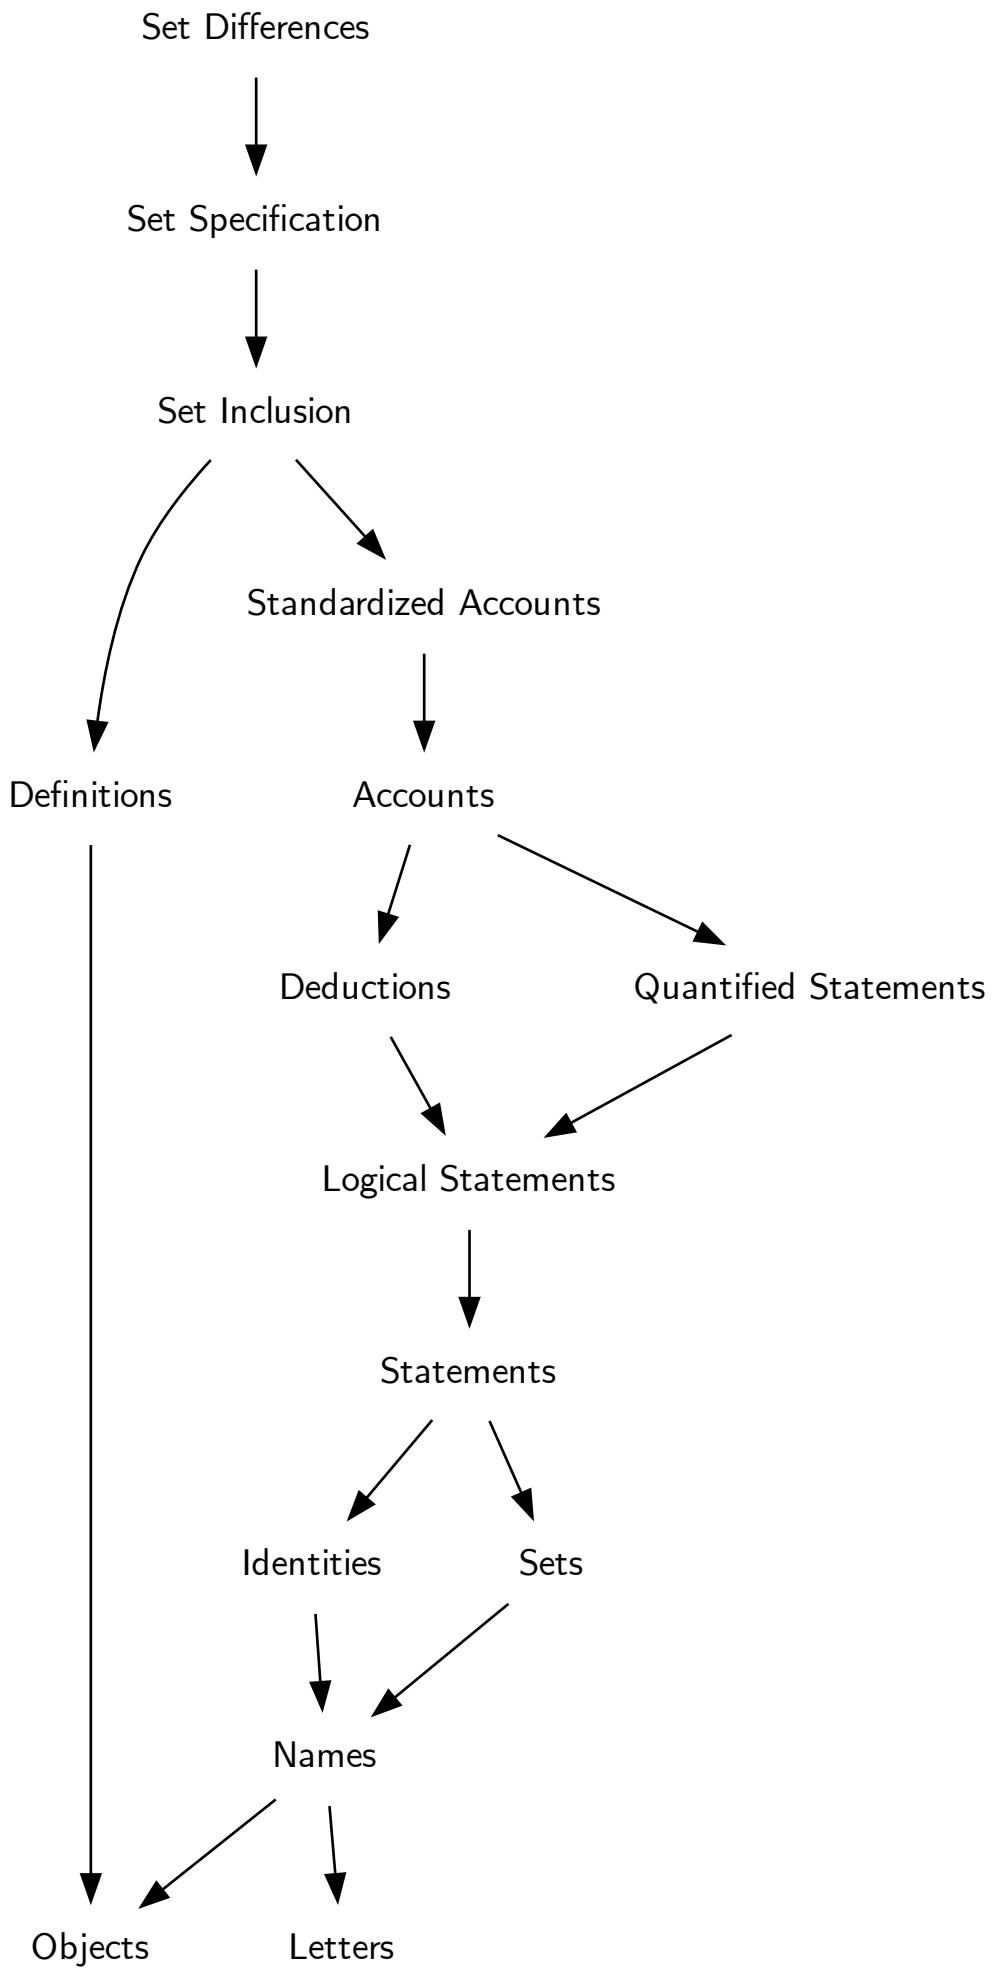 Set Differences
Set Specification
Set Inclusion
Standardized Accounts
Definitions
Accounts
Deductions
Quantified Statements
Logical Statements
Statements
Identities
Sets
Names
Objects
Letters